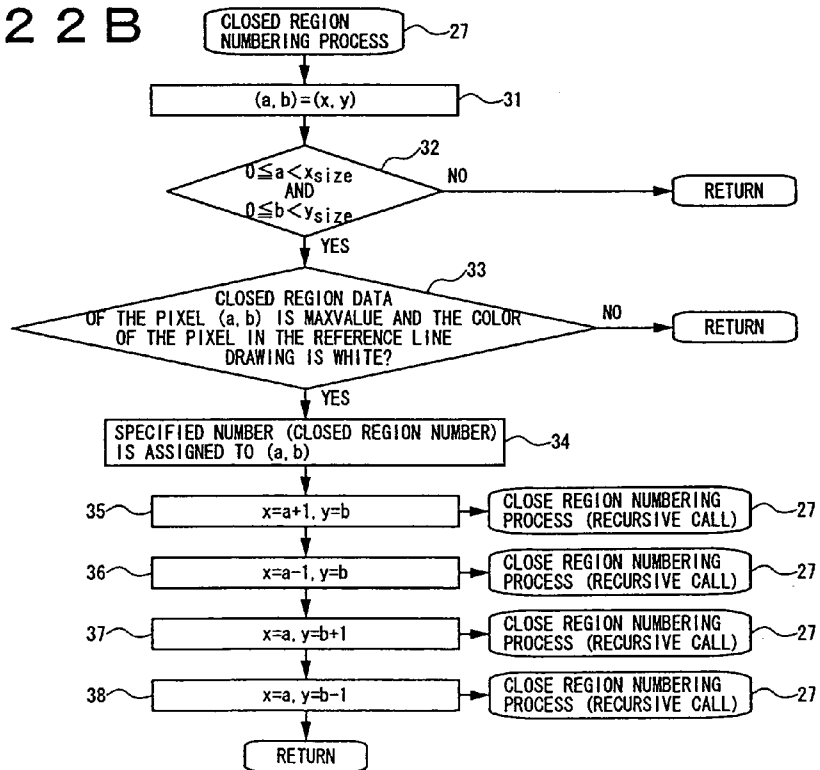 22B
CLOSED REGION
NUMBERING PROCESS
27
(a, b)=(x, y)
31
32
0≦a<xsize
AND
0≦b<ysize
NO
RETURN
YES
33
CLOSED REGION DATA
OF THE PIXEL (a, b) IS MAXVALUE AND THE COLOR
OF THE PIXEL IN THE REFERENCE LINE
DRAWING IS WHITE?
NO
RETURN
YES
SPECIFIED NUMBER (CLOSED REGION NUMBER)
IS ASSIGNED TO (a, b)
34
35
x=a+1, y=b
CLOSE REGION NUMBERING
PROCESS (RECURSIVE CALL)
27
36
x=a-1, y=b
CLOSE REGION NUMBERING
PROCESS (RECURSIVE CALL)
27
37
x=a, y=b+1
CLOSE REGION NUMBERING
PROCESS (RECURSIVE CALL)
27
38
x=a, y=b-1
CLOSE REGION NUMBERING
PROCESS (RECURSIVE CALL)
27
RETURN